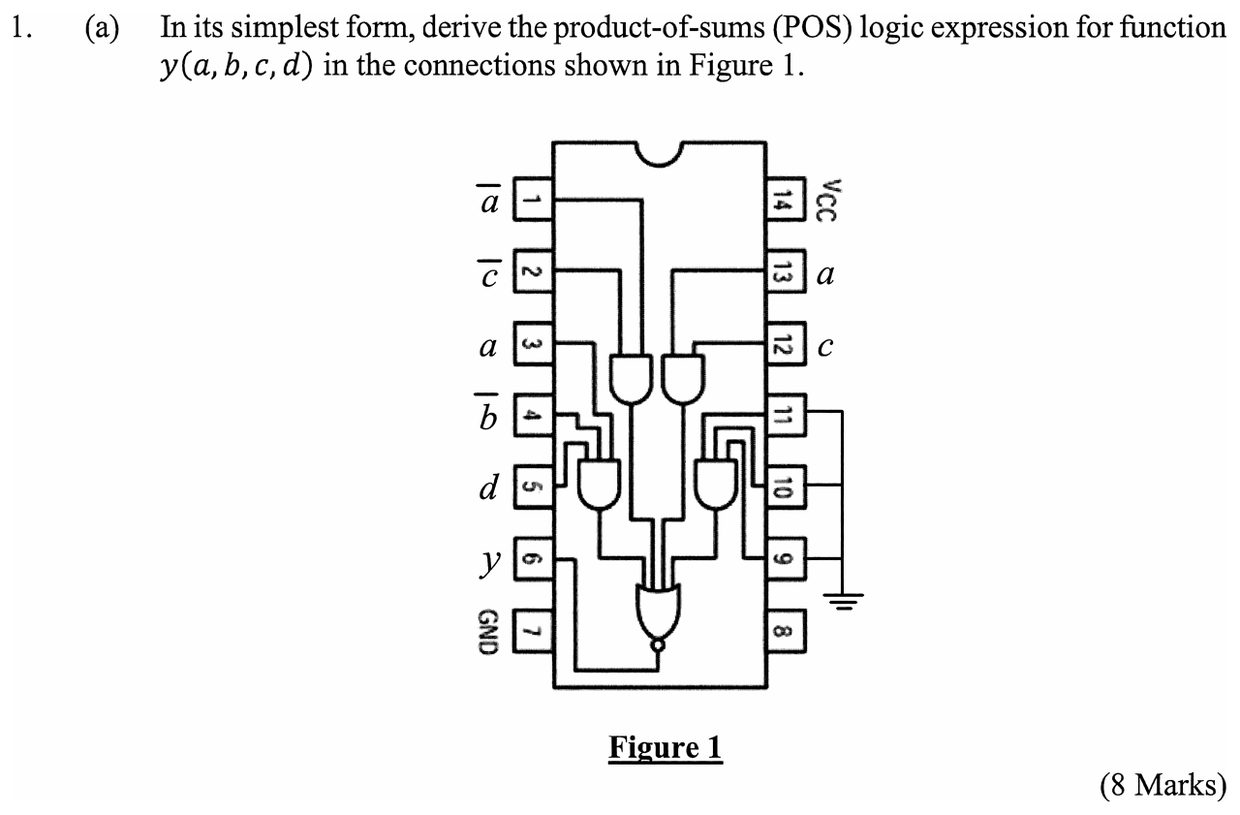 1. (a) In its simplest form, derive the product-of-sums (POS) logic expression for function
y(a, b, c, d) in the connections shown in Figure 1.
a̅ 1 14 VCC
c̅ 2 13 a
a 3 12 c
b̅ 4 11
d 5 10
y 6 9
GND 7 8
Figure 1
(8 Marks)